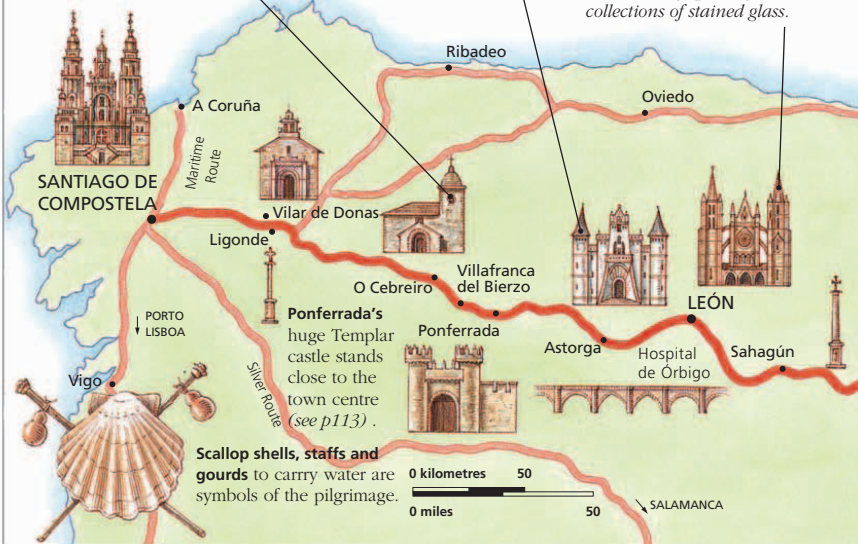 collections of stained glass.
Ribadeo
Oviedo
A Coruña
Maritime
Route
SANTIAGO DE
COMPOSTELA
Vilar de Donas
Ligonde
O Cebreiro
Villafranca
del Bierzo
LEÓN
PORTO
LISBOA
Ponferrada's
huge Templar
castle stands
close to the
town centre
(see p113) .
Ponferrada
Astorga
Hospital
de Órbigo
Sahagún
Vigo
Silver Route
Scallop shells, staffs and
gourds to carrry water are
symbols of the pilgrimage.
0 kilometres 50
0 miles 50
SALAMANCA